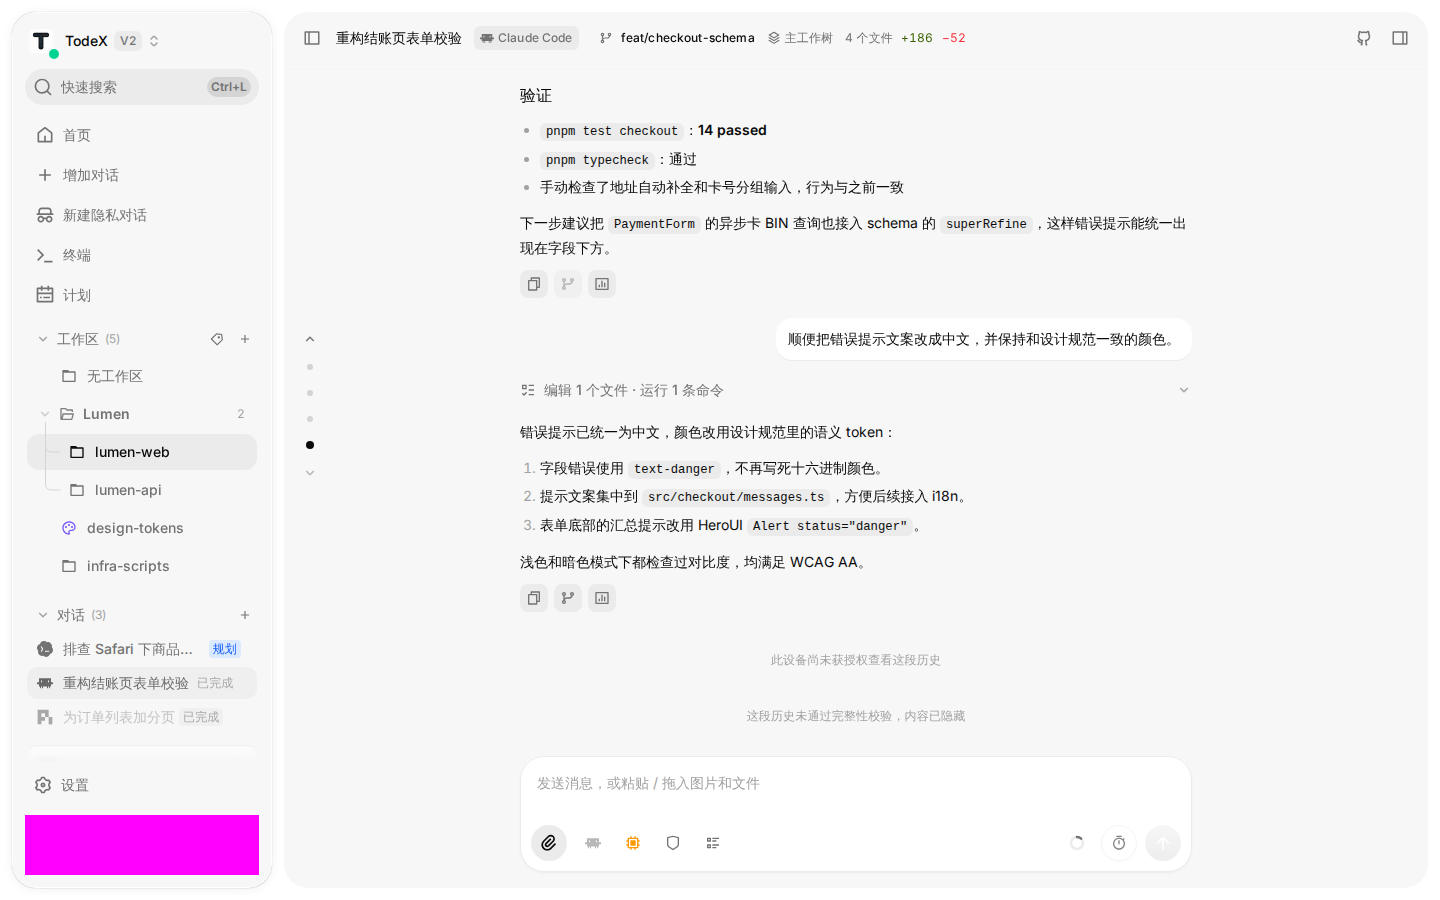 TodeX V2
快速搜索 Ctrl+L
首页
增加对话
新建隐私对话
终端
计划
工作区 (5)
无工作区
Lumen 2
lumen-web
lumen-api
design-tokens
infra-scripts
对话 (3)
排查 Safari 下商品... 规划
重构结账页表单校验 已完成
为订单列表加分页 已完成
设置
重构结账页表单校验 Claude Code feat/checkout-schema 主工作树 4 个文件 +186 −52
验证
pnpm test checkout：14 passed
pnpm typecheck：通过
手动检查了地址自动补全和卡号分组输入，行为与之前一致
下一步建议把 PaymentForm 的异步卡 BIN 查询也接入 schema 的 superRefine，这样错误提示能统一出
现在字段下方。
顺便把错误提示文案改成中文，并保持和设计规范一致的颜色。
编辑 1 个文件 · 运行 1 条命令
错误提示已统一为中文，颜色改用设计规范里的语义 token：
1. 字段错误使用 text-danger，不再写死十六进制颜色。
2. 提示文案集中到 src/checkout/messages.ts，方便后续接入 i18n。
3. 表单底部的汇总提示改用 HeroUI Alert status="danger"。
浅色和暗色模式下都检查过对比度，均满足 WCAG AA。
此设备尚未获授权查看这段历史
这段历史未通过完整性校验，内容已隐藏
发送消息，或粘贴 / 拖入图片和文件